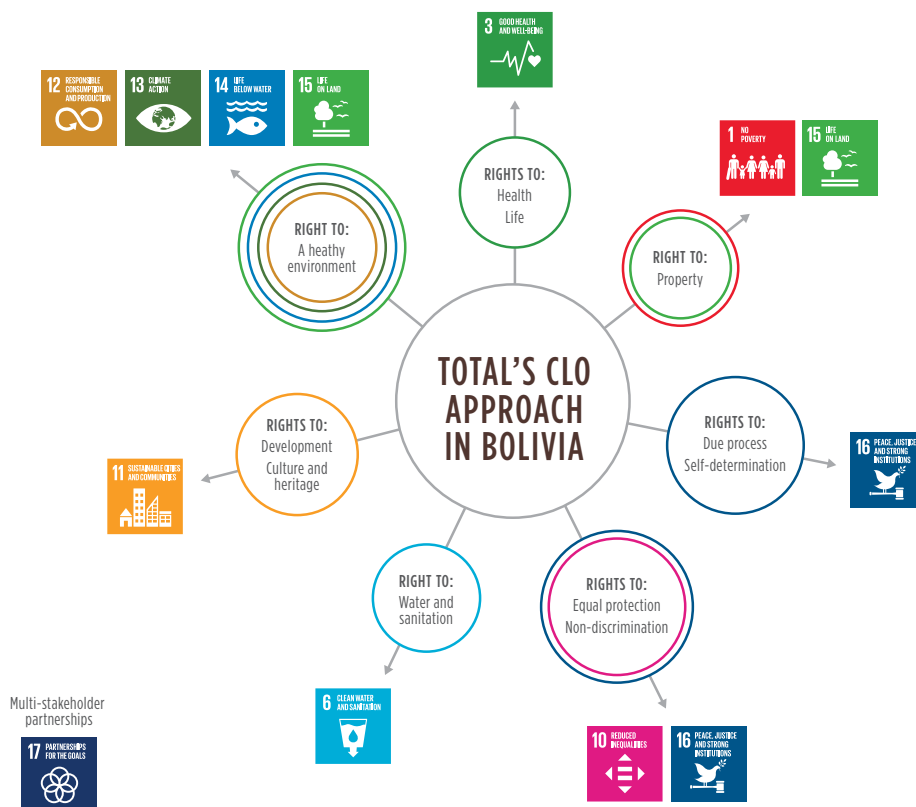 3 GOOD HEALTH
AND WELL-BEING
12 RESPONSIBLE
CONSUMPTION
AND PRODUCTION
13 CLIMATE
ACTION
14 LIFE
BELOW WATER
15 LIFE
ON LAND
1 NO
POVERTY
15 LIFE
ON LAND
RIGHTS TO:
Health
Life
RIGHT TO:
A heathy
environment
RIGHT TO:
Property
TOTAL'S CLO
APPROACH
IN BOLIVIA
RIGHTS TO:
Development
Culture and
heritage
RIGHTS TO:
Due process
Self-determination
11 SUSTAINABLE CITIES
AND COMMUNITIES
16 PEACE, JUSTICE
AND STRONG
INSTITUTIONS
RIGHT TO:
Water and
sanitation
RIGHTS TO:
Equal protection
Non-discrimination
6 CLEAN WATER
AND SANITATION
10 REDUCED
INEQUALITIES
16 PEACE, JUSTICE
AND STRONG
INSTITUTIONS
Multi-stakeholder
partnerships
17 PARTNERSHIPS
FOR THE GOALS